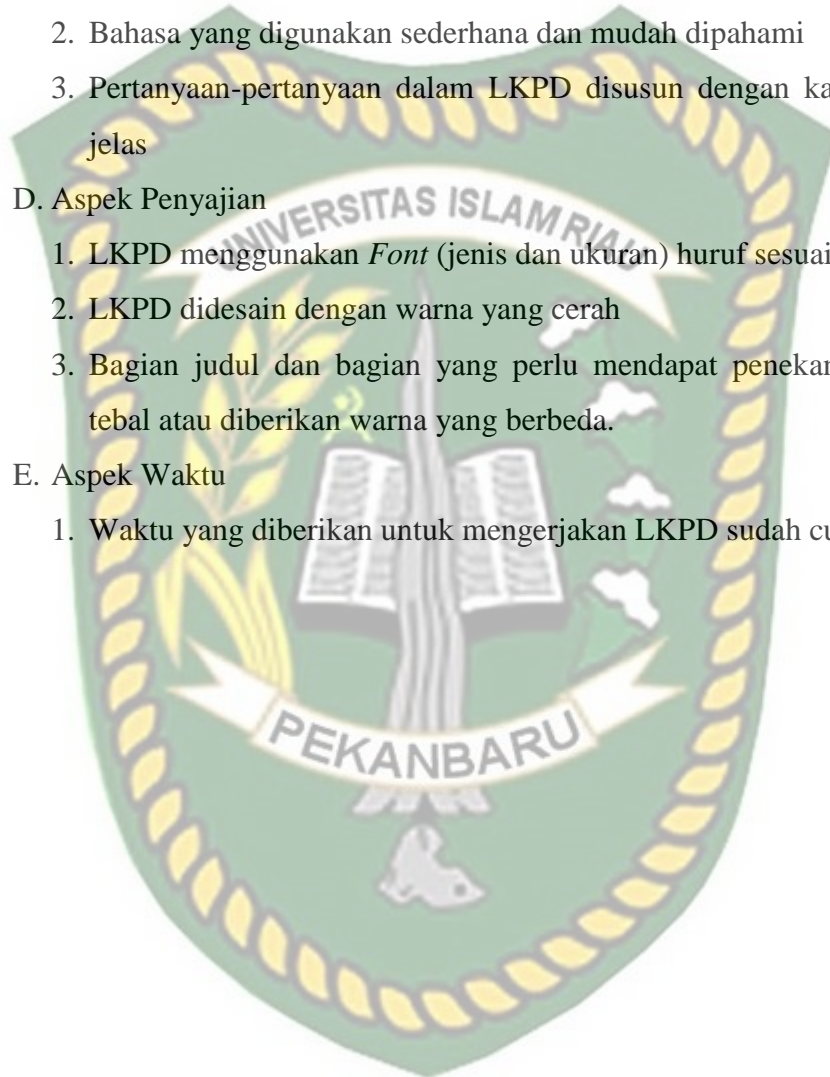 2. Bahasa yang digunakan sederhana dan mudah dipahami
3. Pertanyaan-pertanyaan dalam LKPD disusun dengan
jelas
D. Aspek Penyajian
UNIVERSITAS ISLAM RIAU
1. LKPD menggunakan Font (jenis dan ukuran) huruf sesuai
2. LKPD didesain dengan warna yang cerah
3. Bagian judul dan bagian yang perlu mendapat
tebal atau diberikan warna yang berbeda.
E. Aspek Waktu
1. Waktu yang diberikan untuk mengerjakan LKPD sudah
PEKANBARU